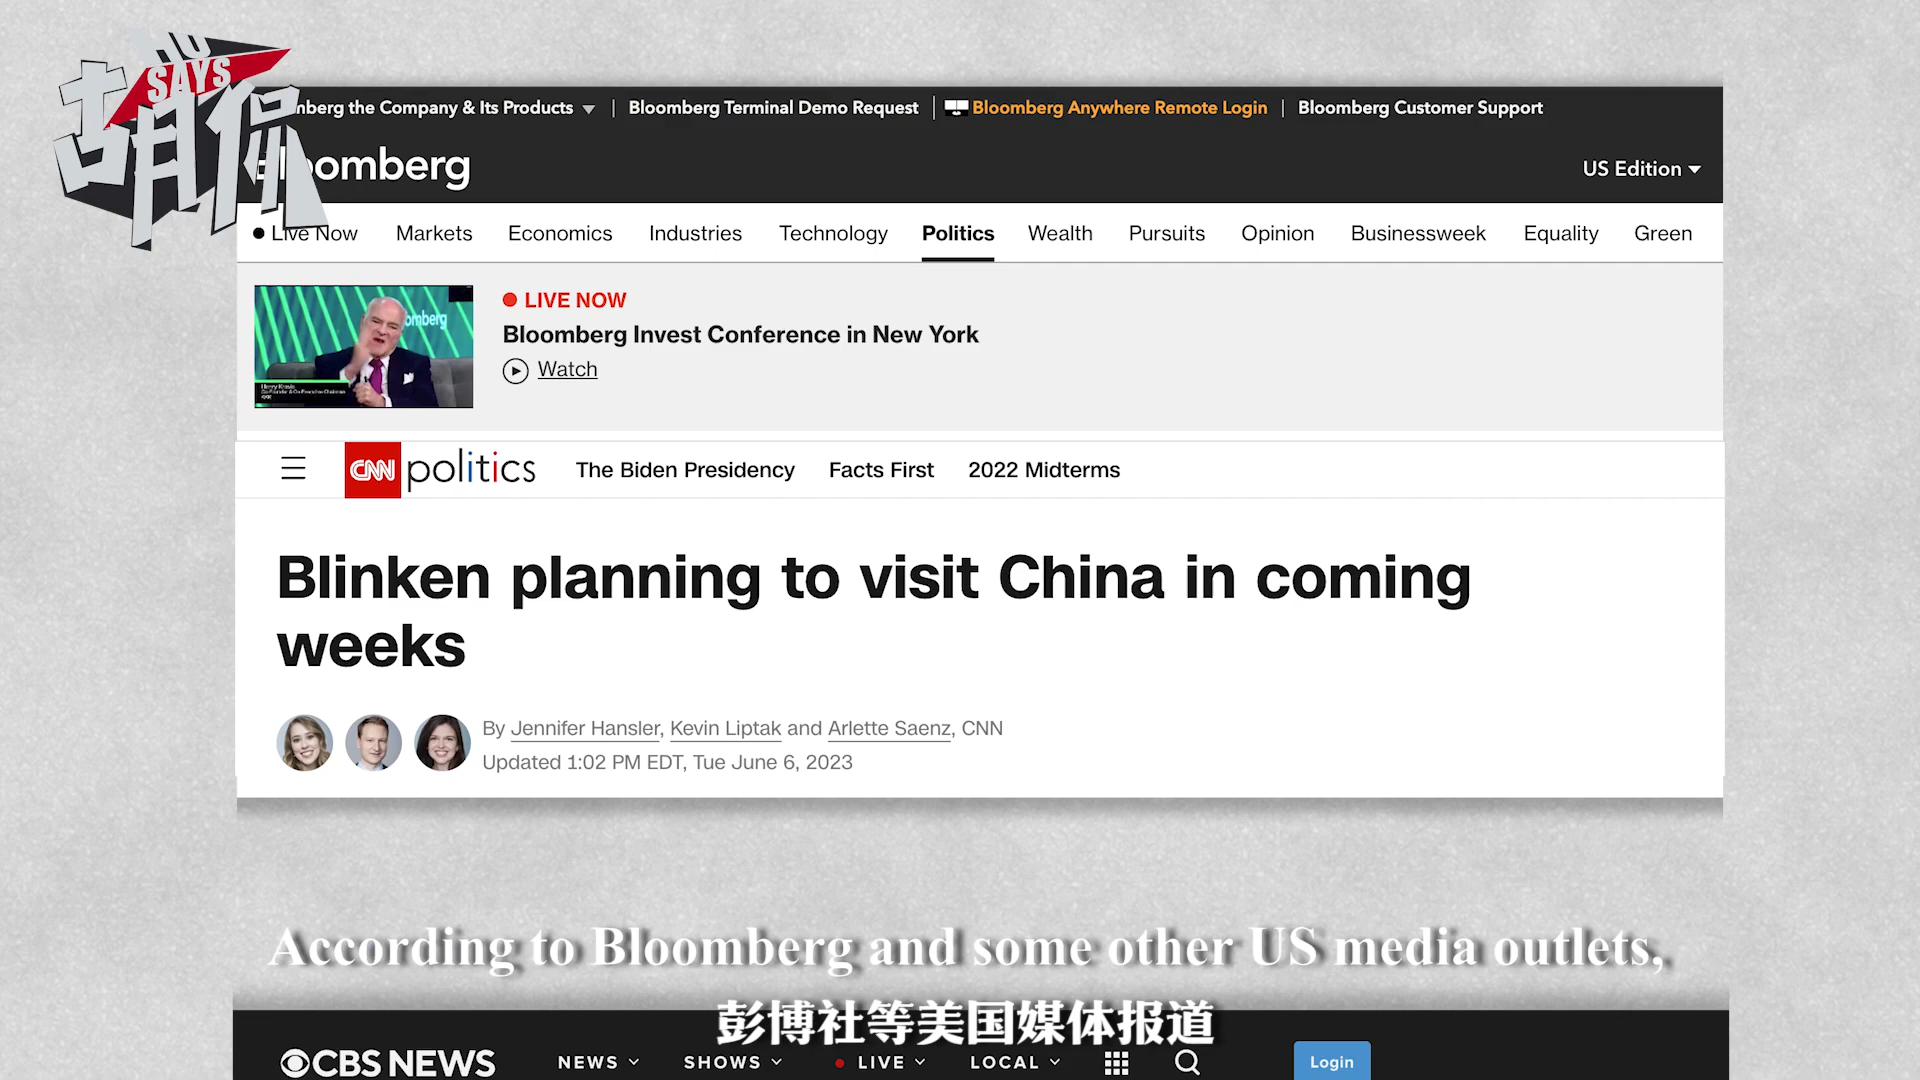 HU
SAYS
胡侃
mberg the Company & Its Products
Bloomberg Terminal Demo Request
Bloomberg Anywhere Remote Login
Bloomberg Customer Support
Bloomberg
US Edition
Live Now
Markets
Economics
Industries
Technology
Politics
Wealth
Pursuits
Opinion
Businessweek
Equality
Green
LIVE NOW
Bloomberg Invest Conference in New York
Watch
omberg
CNN politics
The Biden Presidency
Facts First
2022 Midterms
Blinken planning to visit China in coming
weeks
By Jennifer Hansler, Kevin Liptak and Arlette Saenz, CNN
Updated 1:02 PM EDT, Tue June 6, 2023
According to Bloomberg and some other US media outlets,
彭博社等美国媒体报道
CBS NEWS
NEWS
SHOWS
LIVE
LOCAL
Login